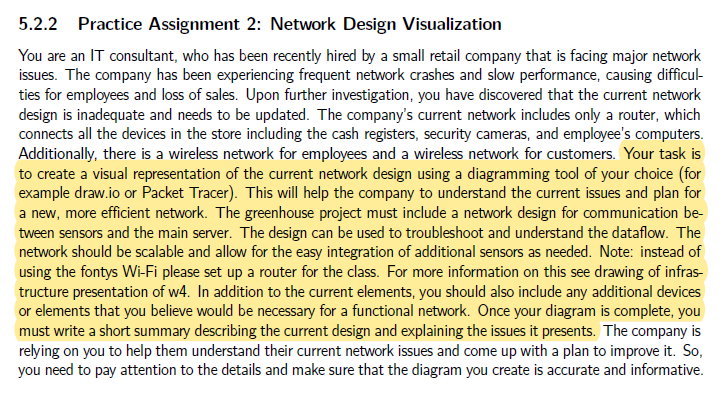 5.2.2 Practice Assignment 2: Network Design Visualization
You are an IT consultant, who has been recently hired by a small retail company that is facing major network
issues. The company has been experiencing frequent network crashes and slow performance, causing difficul-
ties for employees and loss of sales. Upon further investigation, you have discovered that the current network
design is inadequate and needs to be updated. The company's current network includes only a router, which
connects all the devices in the store including the cash registers, security cameras, and employee's computers.
Additionally, there is a wireless network for employees and a wireless network for customers. Your task is
to create a visual representation of the current network design using a diagramming tool of your choice (for
example draw.io or Packet Tracer). This will help the company to understand the current issues and plan for
a new, more efficient network. The greenhouse project must include a network design for communication be-
tween sensors and the main server. The design can be used to troubleshoot and understand the dataflow. The
network should be scalable and allow for the easy integration of additional sensors as needed. Note: instead of
using the fontys Wi-Fi please set up a router for the class. For more information on this see drawing of infras-
tructure presentation of w4. In addition to the current elements, you should also include any additional devices
or elements that you believe would be necessary for a functional network. Once your diagram is complete, you
must write a short summary describing the current design and explaining the issues it presents. The company is
relying on you to help them understand their current network issues and come up with a plan to improve it. So,
you need to pay attention to the details and make sure that the diagram you create is accurate and informative.